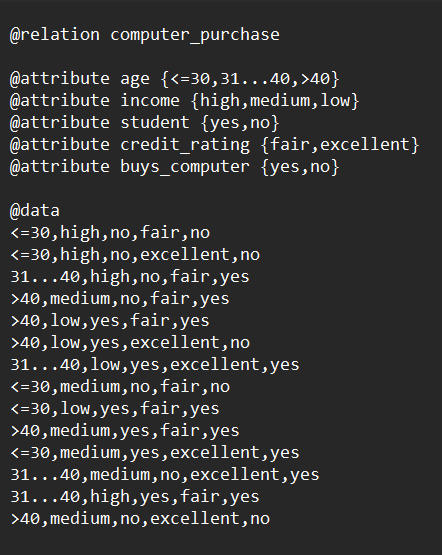 @relation computer_purchase
@attribute age {<=30,31...40,>40}
@attribute income {high,medium,low}
@attribute student {yes,no}
@attribute credit_rating {fair,excellent}
@attribute buys_computer {yes,no}
@data
<=30,high,no,fair,no
<=30,high,no,excellent,no
31...40,high,no,fair,yes
>40,medium,no,fair,yes
>40,low,yes,fair,yes
>40,low,yes,excellent,no
31...40,low,yes,excellent,yes
<=30,medium,no,fair,no
<=30,low,yes,fair,yes
>40,medium,yes,fair,yes
<=30,medium,yes,excellent,yes
31...40,medium,no,excellent,yes
31...40,high,yes,fair,yes
>40,medium,no,excellent,no